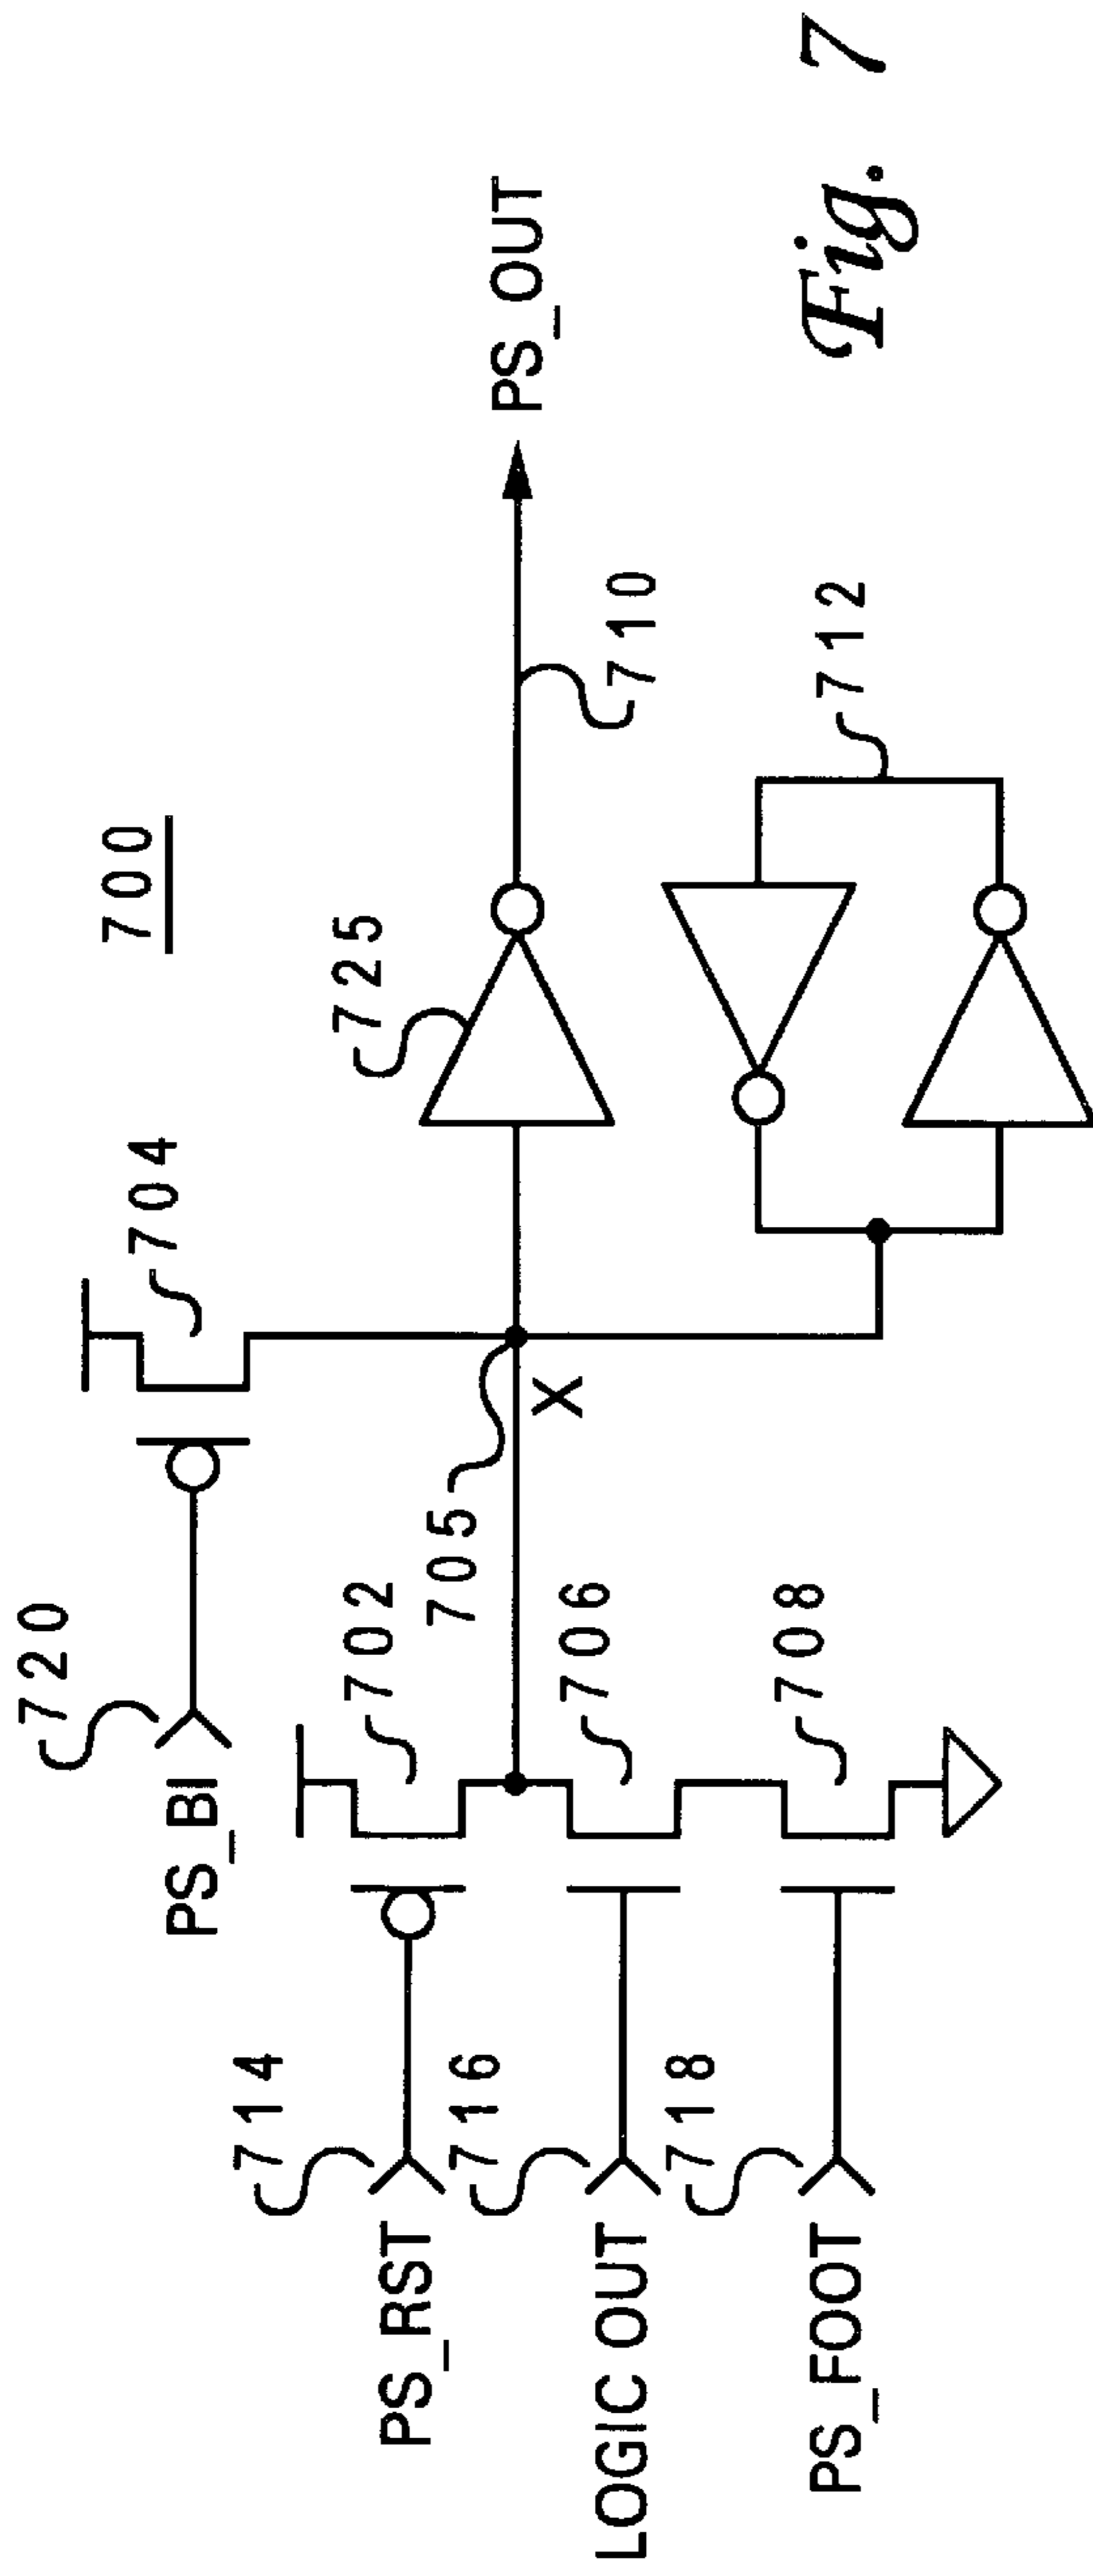 700
720
PS_BI
704
714
PS_RST
702
705
X
725
PS_OUT
710
716
LOGIC OUT
706
718
PS_FOOT
708
712
Fig. 7